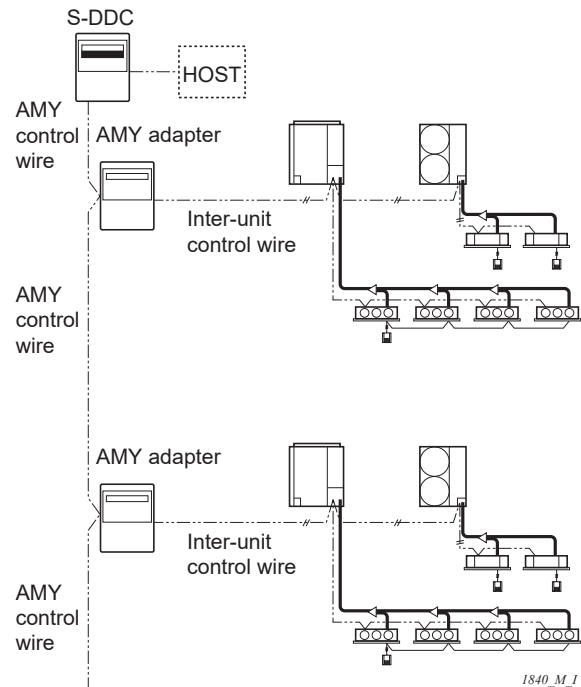 S-DDC
HOST
AMY
control
wire
AMY adapter
Inter-unit
control wire
AMY
control
wire
AMY adapter
Inter-unit
control wire
AMY
control
wire
1840_M_I